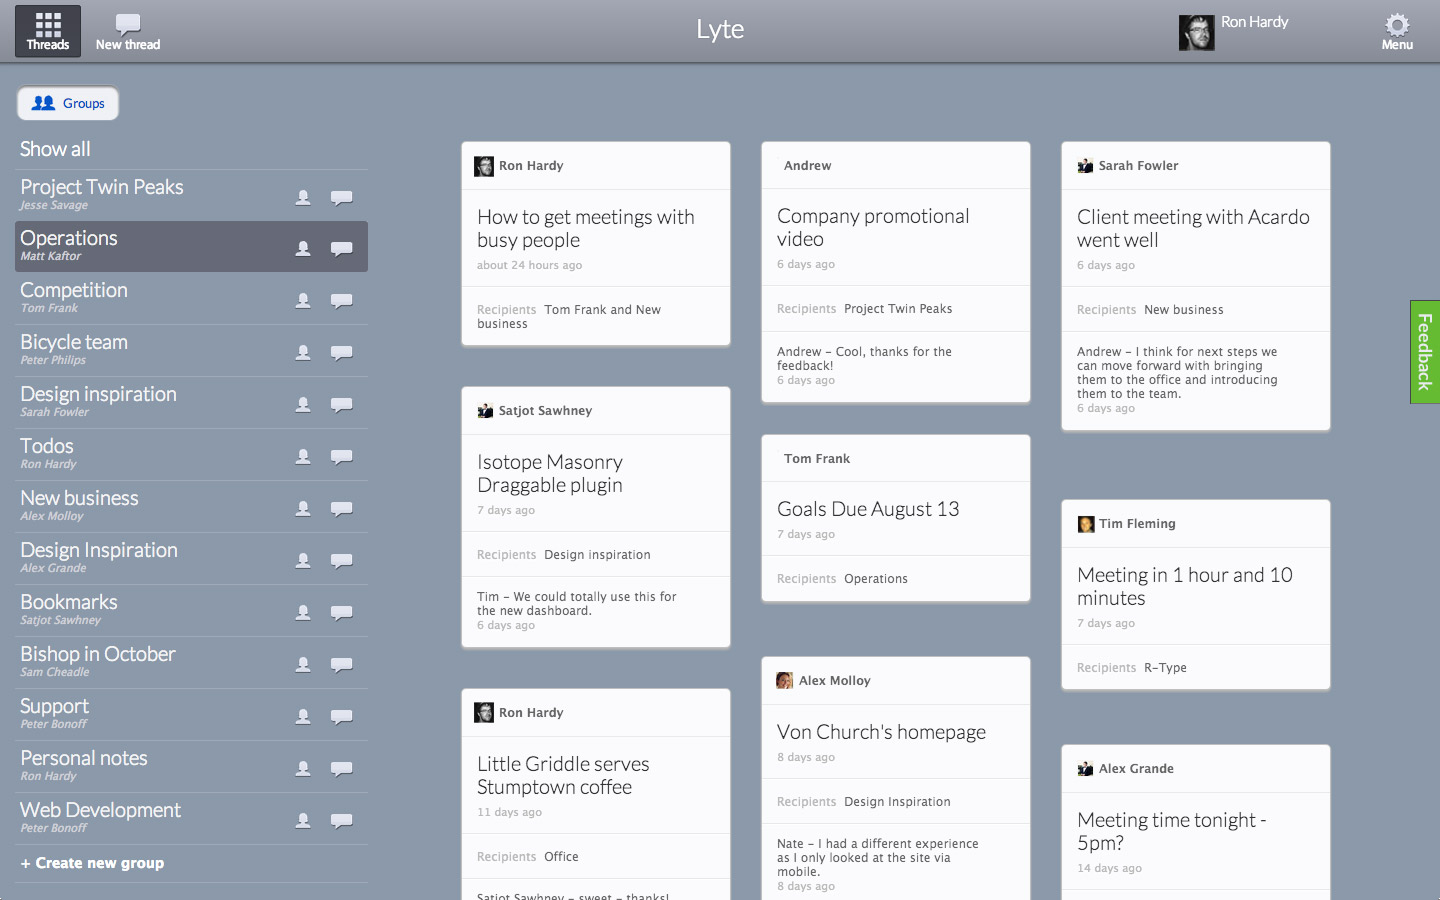 Threads
New thread
Lyte
Ron Hardy
Menu
Groups
Show all
Project Twin Peaks
Jesse Savage
Operations
Matt Kaftor
Competition
Tom Frank
Bicycle team
Peter Philips
Design inspiration
Sarah Fowler
Todos
Ron Hardy
New business
Alex Molloy
Design Inspiration
Alex Grande
Bookmarks
Satjot Sawhney
Bishop in October
Sam Cheadle
Support
Peter Bonoff
Personal notes
Ron Hardy
Web Development
Peter Bonoff
+ Create new group
Ron Hardy
How to get meetings with
busy people
about 24 hours ago
Recipients Tom Frank and New
business
Satjot Sawhney
Isotope Masonry
Draggable plugin
7 days ago
Recipients Design inspiration
Tim - We could totally use this for
the new dashboard.
6 days ago
Ron Hardy
Little Griddle serves
Stumptown coffee
11 days ago
Recipients Office
Satjot Sawhney - sweet - thanks!
Andrew
Company promotional
video
6 days ago
Recipients Project Twin Peaks
Andrew - Cool, thanks for the
feedback!
6 days ago
Tom Frank
Goals Due August 13
7 days ago
Recipients Operations
Alex Molloy
Von Church's homepage
8 days ago
Recipients Design Inspiration
Nate - I had a different experience
as I only looked at the site via
mobile.
8 days ago
Sarah Fowler
Client meeting with Acardo
went well
6 days ago
Recipients New business
Andrew - I think for next steps we
can move forward with bringing
them to the office and introducing
them to the team.
6 days ago
Tim Fleming
Meeting in 1 hour and 10
minutes
7 days ago
Recipients R-Type
Alex Grande
Meeting time tonight -
5pm?
14 days ago
Feedback